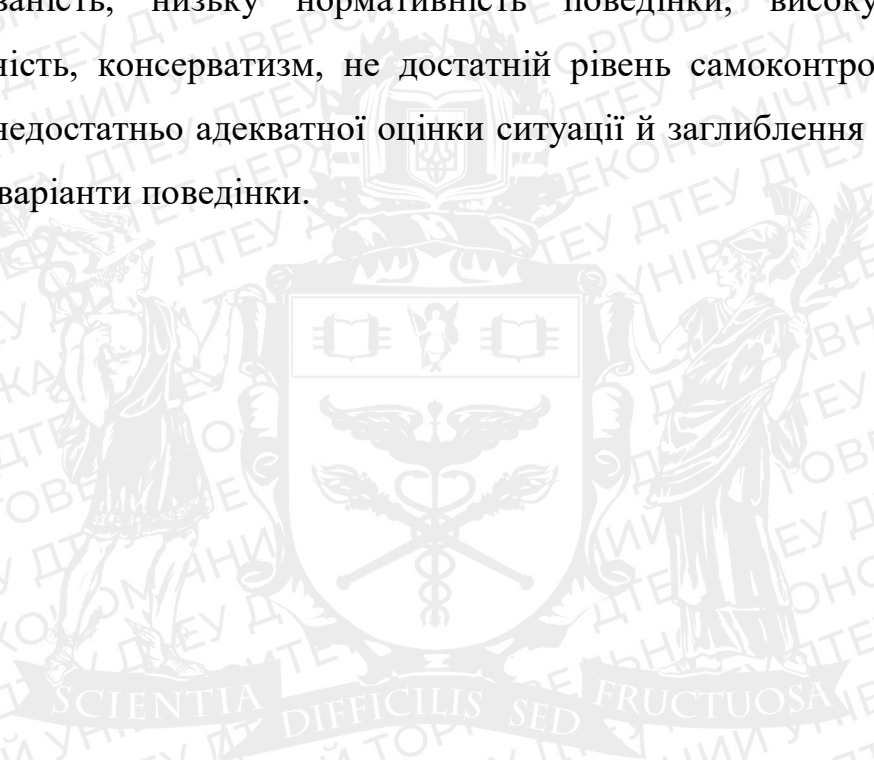 ваність, низьку нормативність поведінки, високу
ність, консерватизм, не достатній рівень самоконтро
недостатньо адекватної оцінки ситуації й заглиблення
варіанти поведінки.
SCIENTIA DIFFICILIS SED FRUCTUOSA